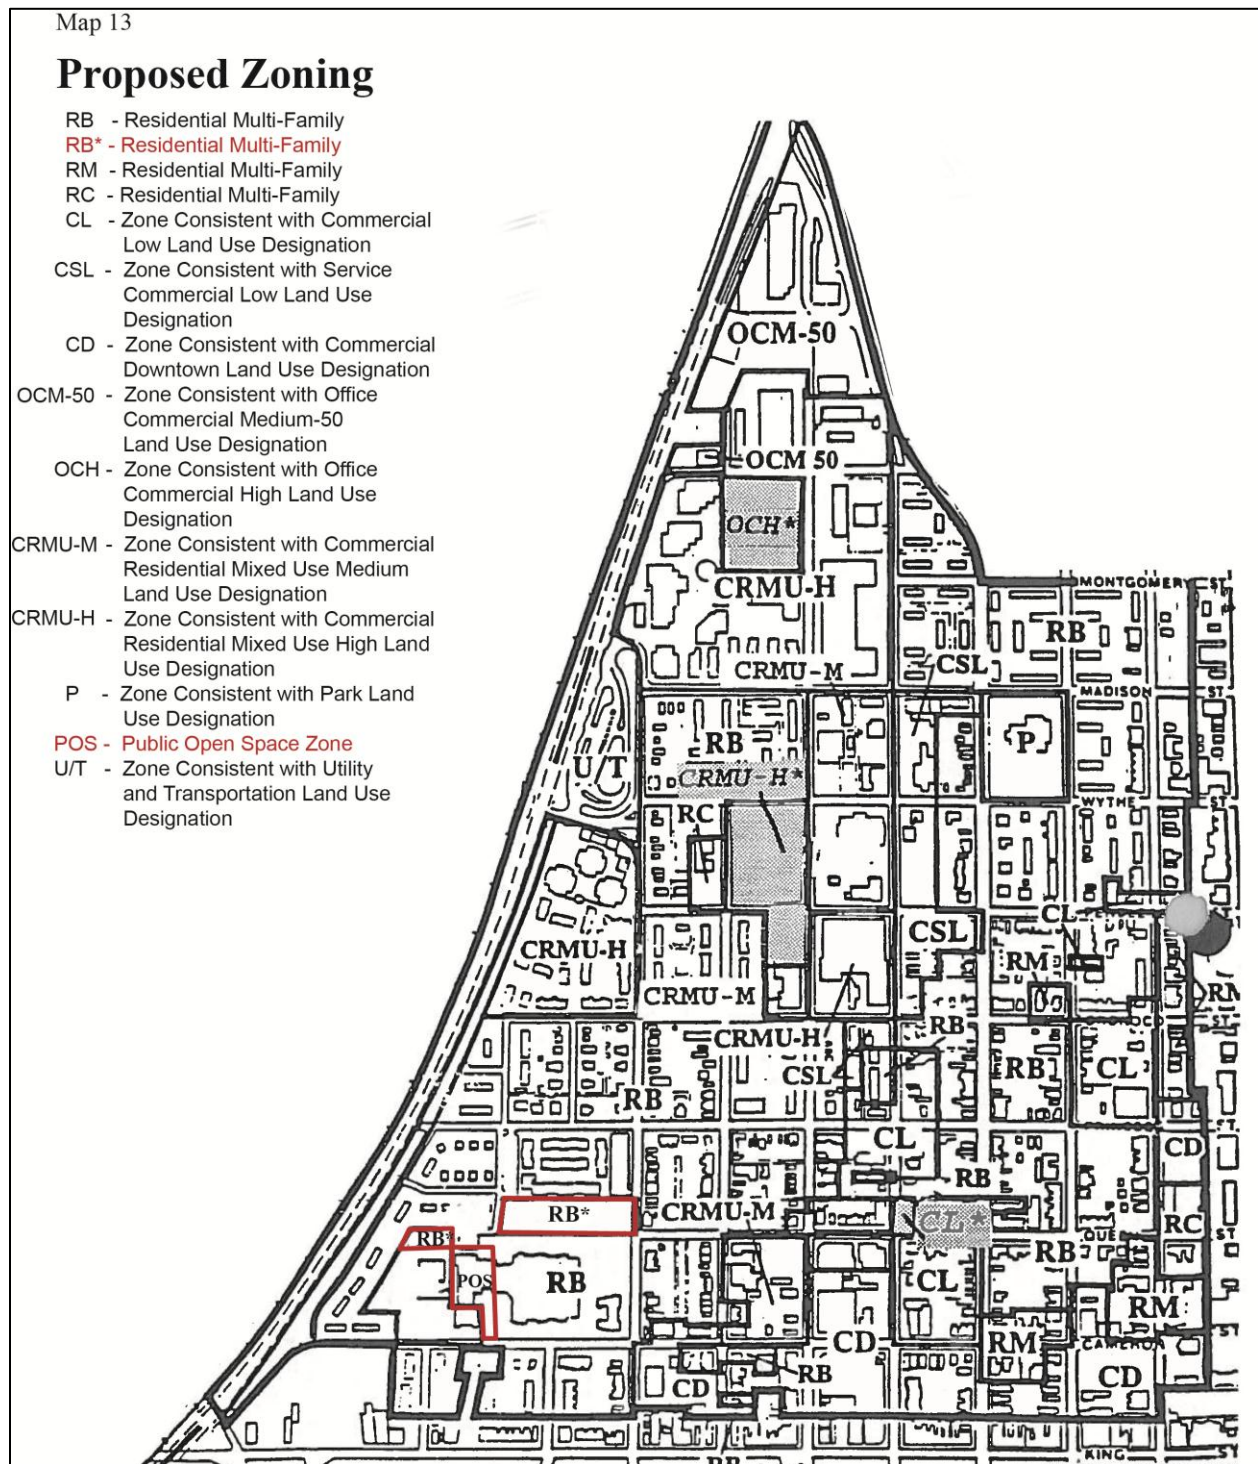 Map 13
Proposed Zoning
RB - Residential Multi-Family
RB* - Residential Multi-Family
RM - Residential Multi-Family
RC - Residential Multi-Family
CL - Zone Consistent with Commercial
Low Land Use Designation
CSL - Zone Consistent with Service
Commercial Low Land Use
Designation
CD - Zone Consistent with Commercial
Downtown Land Use Designation
OCM-50 - Zone Consistent with Office
Commercial Medium-50
Land Use Designation
OCH - Zone Consistent with Office
Commercial High Land Use
Designation
CRMU-M - Zone Consistent with Commercial
Residential Mixed Use Medium
Land Use Designation
CRMU-H - Zone Consistent with Commercial
Residential Mixed Use High Land
Use Designation
P - Zone Consistent with Park Land
Use Designation
POS - Public Open Space Zone
U/T - Zone Consistent with Utility
and Transportation Land Use
Designation
OCM-50
OCM 50
OCH*
CRMU-H
MONTGOMERY ST
RB
CRMU-M
CSL
MADISON ST
RB
P
U/T
CRMU-H*
WYTHE ST
RC
CL
CRMU-H
CSL
RM
CRMU-M
RM
ST
RB
CRMU-H
CSL
RB
CL
RB
ST
CL
CD
RB
RB*
CRMU-M
CL*
RC
RB*
RB
QUE ST
POS
RB
CL
RM
CD
RM
ST
CAMERON
RB
CD
CD
KING ST
RB